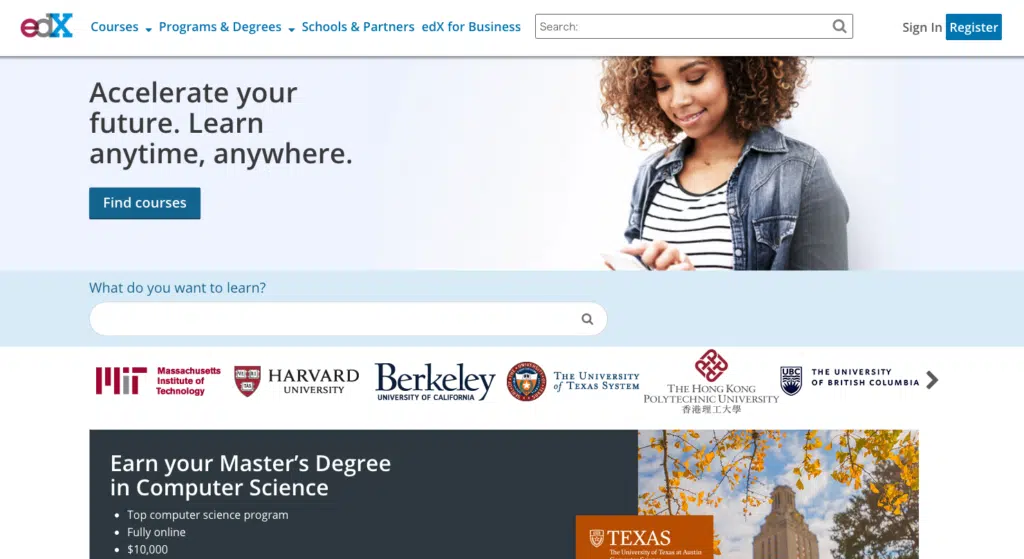 edX
Courses
Programs & Degrees
Schools & Partners
edX for Business
Search:
Sign In
Register
Accelerate your
future. Learn
anytime, anywhere.
Find courses
What do you want to learn?
MIT
Massachusetts
Institute of
Technology
VE RI TAS
HARVARD
UNIVERSITY
Berkeley
UNIVERSITY OF CALIFORNIA
THE UNIVERSITY
of TEXAS SYSTEM
THE HONG KONG
POLYTECHNIC UNIVERSITY
香港理工大學
UBC
THE UNIVERSITY
OF BRITISH COLUMBIA
Earn your Master's Degree
in Computer Science
Top computer science program
Fully online
$10,000
TEXAS
The University of Texas at Austin